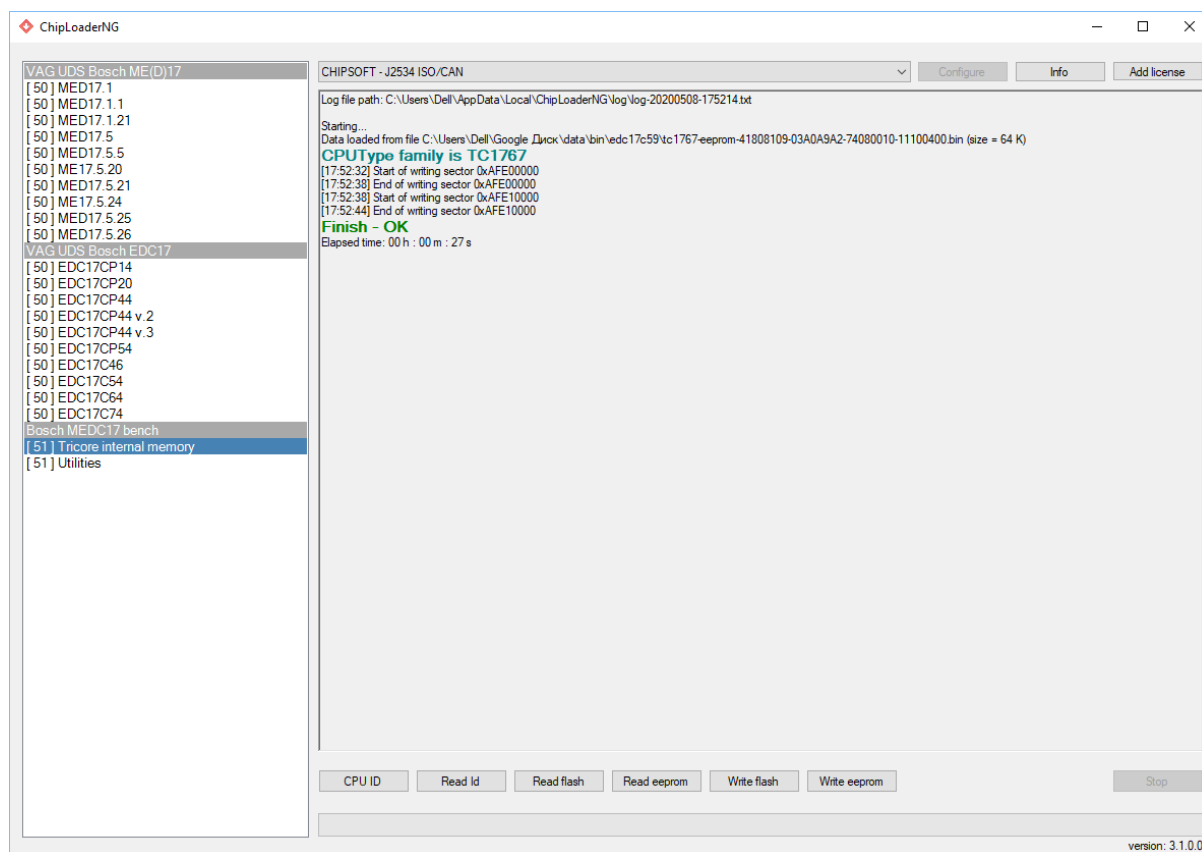 ChipLoaderNG
VAG UDS Bosch ME(D)17
[ 50 ] MED17.1
[ 50 ] MED17.1.1
[ 50 ] MED17.1.21
[ 50 ] MED17.5
[ 50 ] MED17.5.5
[ 50 ] ME17.5.20
[ 50 ] MED17.5.21
[ 50 ] ME17.5.24
[ 50 ] MED17.5.25
[ 50 ] MED17.5.26
VAG UDS Bosch EDC17
[ 50 ] EDC17CP14
[ 50 ] EDC17CP20
[ 50 ] EDC17CP44
[ 50 ] EDC17CP44 v.2
[ 50 ] EDC17CP44 v.3
[ 50 ] EDC17CP54
[ 50 ] EDC17C46
[ 50 ] EDC17C54
[ 50 ] EDC17C64
[ 50 ] EDC17C74
Bosch MEDC17 bench
[ 51 ] Tricore internal memory
[ 51 ] Utilities
CHIPSOFT - J2534 ISO/CAN
Configure
Info
Add license
Log file path: C:\Users\Dell\AppData\Local\ChipLoaderNG\log\log-20200508-175214.txt
Starting...
Data loaded from file C:\Users\Dell\Google Диск\data\bin\edc17c59\tc1767-eeprom-41808109-03A0A9A2-74080010-11100400.bin (size = 64 K)
CPUType family is TC1767
[17:52:32] Start of writing sector 0xAFE00000
[17:52:38] End of writing sector 0xAFE00000
[17:52:38] Start of writing sector 0xAFE10000
[17:52:44] End of writing sector 0xAFE10000
Finish - OK
Elapsed time: 00 h : 00 m : 27 s
CPU ID
Read Id
Read flash
Read eeprom
Write flash
Write eeprom
Stop
version: 3.1.0.0